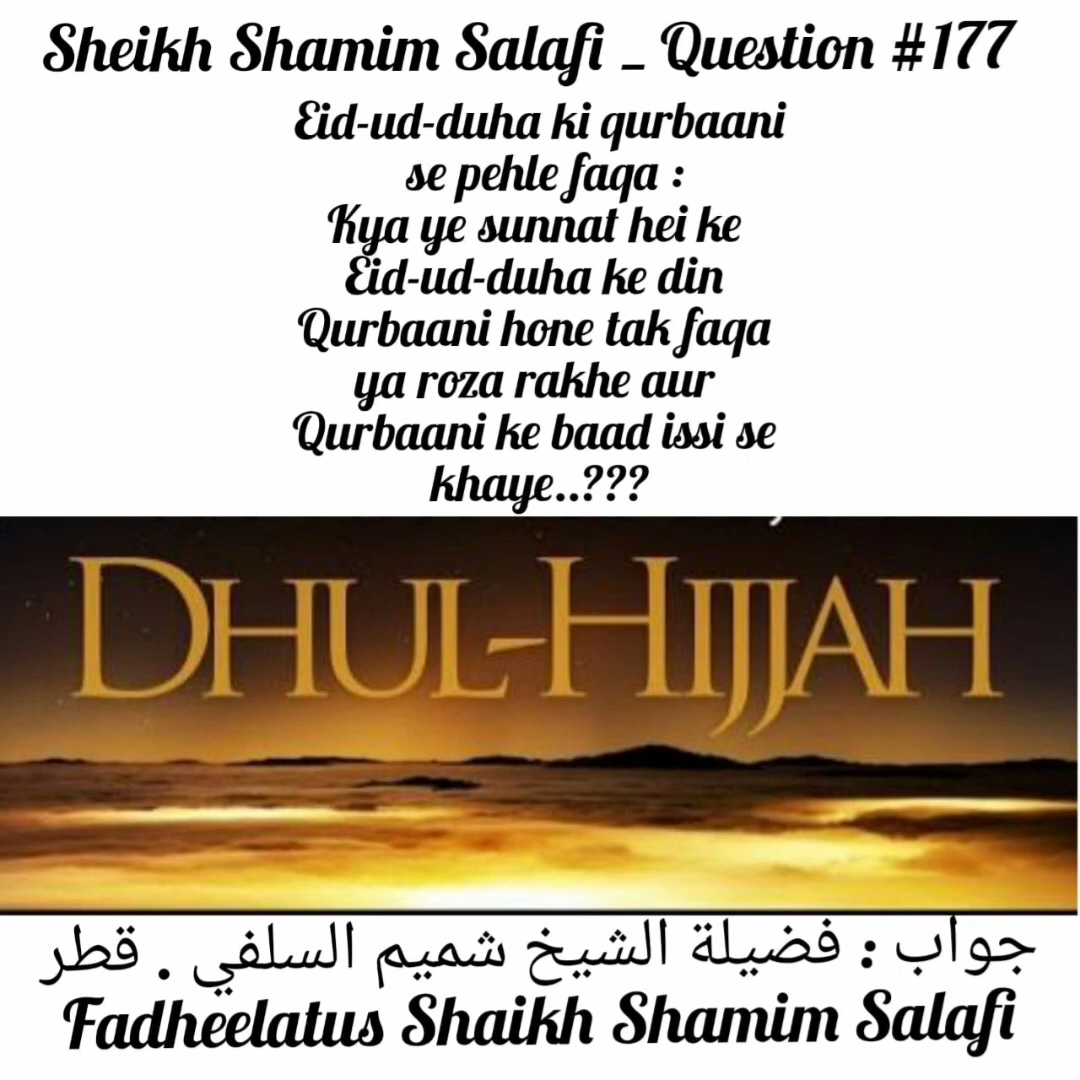 Sheikh Shamim Salafi _ Question #177
Eid-ud-duha ki qurbaani
se pehle faqa :
Kya ye sunnat hei ke
Eid-ud-duha ke din
Qurbaani hone tak faqa
ya roza rakhe aur
Qurbaani ke baad issi se
khaye..???
DHUL-HIJJAH
جواب : فضيلة الشيخ شميم السلفي . قطر
Fadheelatus Shaikh Shamim Salafi